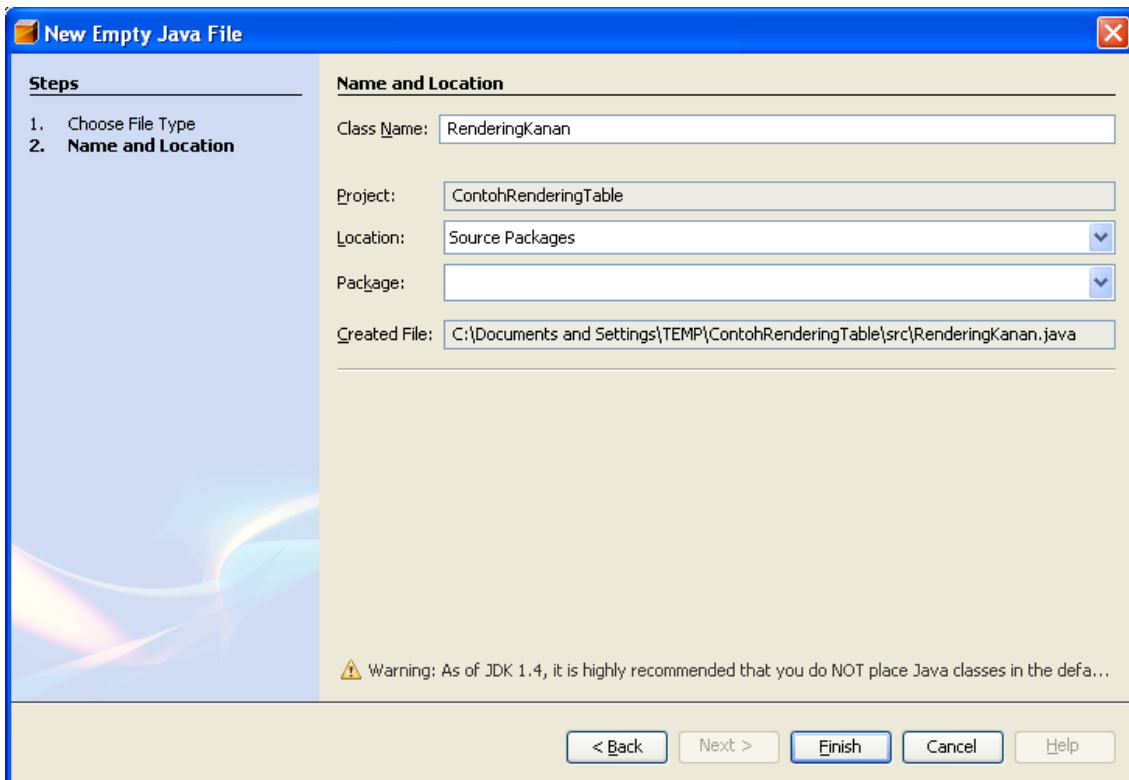 New Empty Java File
Steps
1. Choose File Type
2. Name and Location
Name and Location
Class Name: RenderingKanan
Project: ContohRenderingTable
Location: Source Packages
Package:
Created File: C:\Documents and Settings\TEMP\ContohRenderingTable\src\RenderingKanan.java
Warning: As of JDK 1.4, it is highly recommended that you do NOT place Java classes in the defa...
< Back Next > Finish Cancel Help